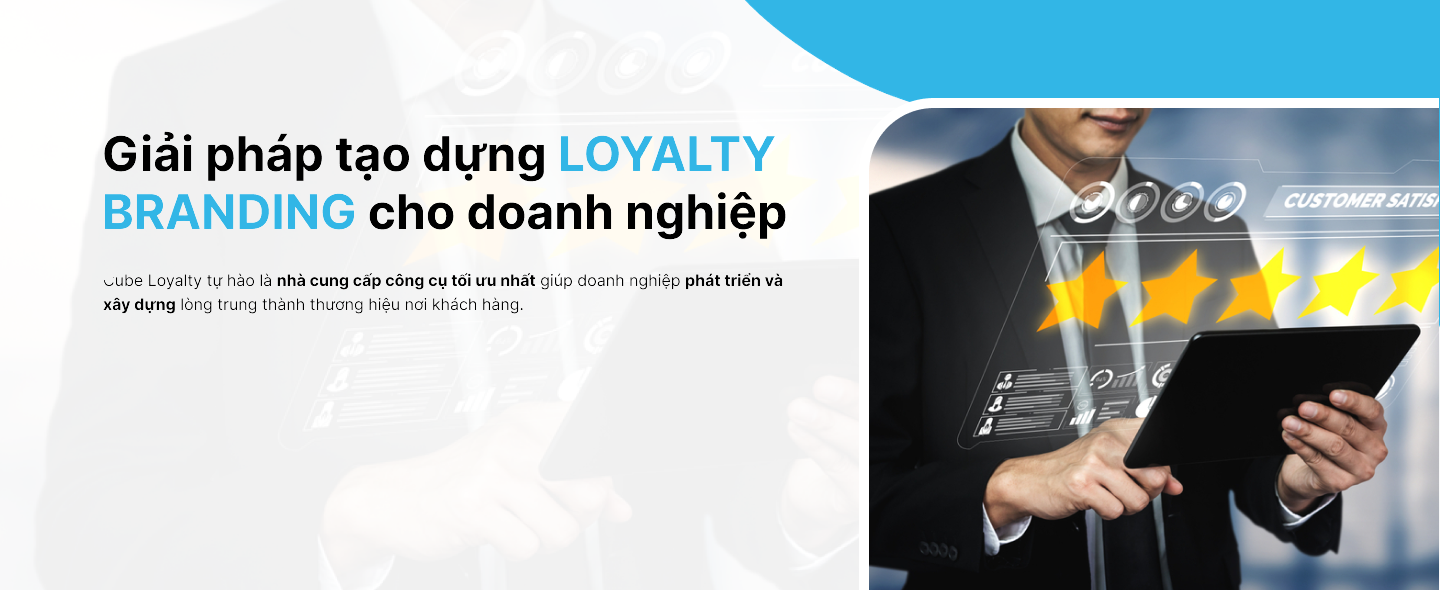 Giải pháp tạo dựng LOYALTY
BRANDING cho doanh nghiệp
Cube Loyalty tự hào là nhà cung cấp công cụ tối ưu nhất giúp doanh nghiệp phát triển và
xây dựng lòng trung thành thương hiệu nơi khách hàng.
CUSTOMER